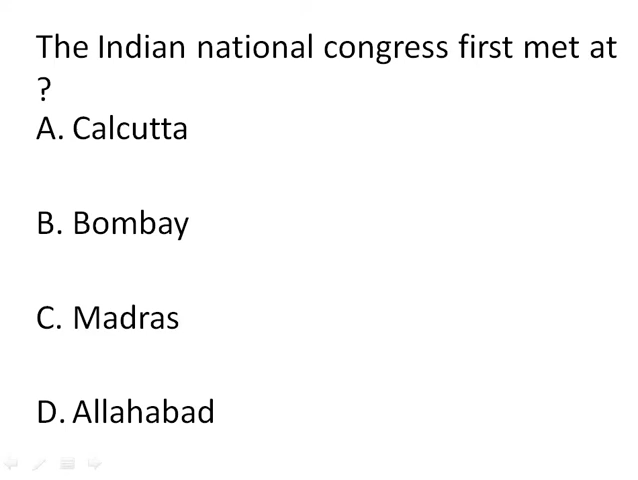 The Indian national congress first met at
?
A. Calcutta
B. Bombay
C. Madras
D. Allahabad